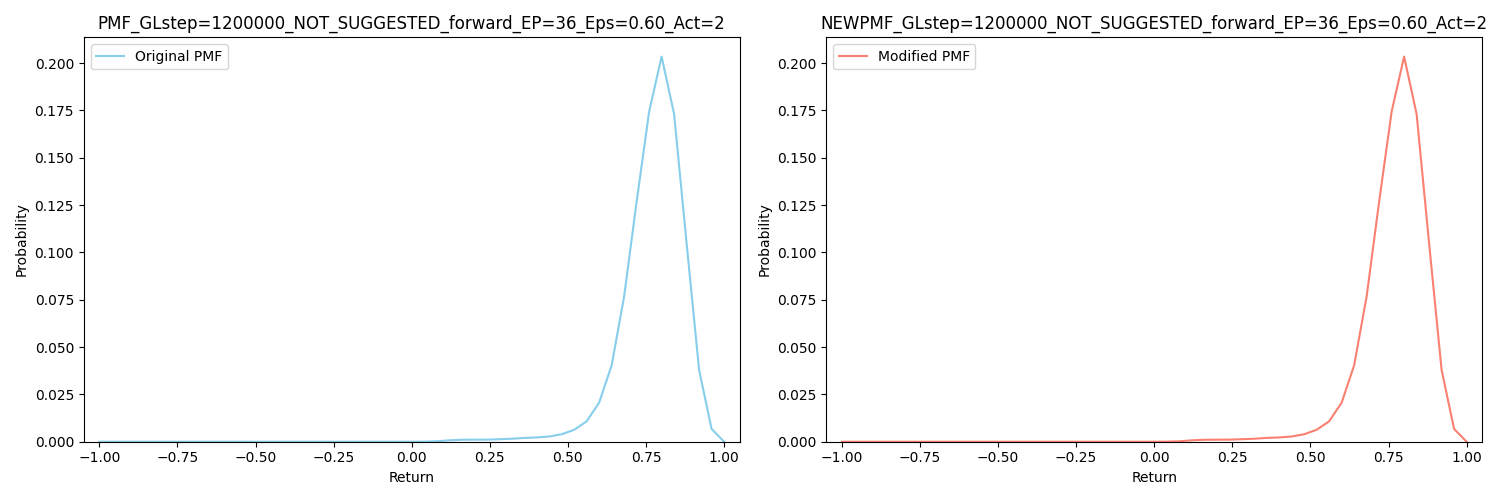 PMF_GLstep=1200000_NOT_SUGGESTED_forward_EP=36_Eps=0.60_Act=2
Original PMF
0.200
0.175
0.150
0.125
0.100
0.075
0.050
0.025
0.000
Probability
−1.00 −0.75 −0.50 −0.25 0.00 0.25 0.50 0.75 1.00
Return
NEWPMF_GLstep=1200000_NOT_SUGGESTED_forward_EP=36_Eps=0.60_Act=2
Modified PMF
0.200
0.175
0.150
0.125
0.100
0.075
0.050
0.025
0.000
Probability
−1.00 −0.75 −0.50 −0.25 0.00 0.25 0.50 0.75 1.00
Return